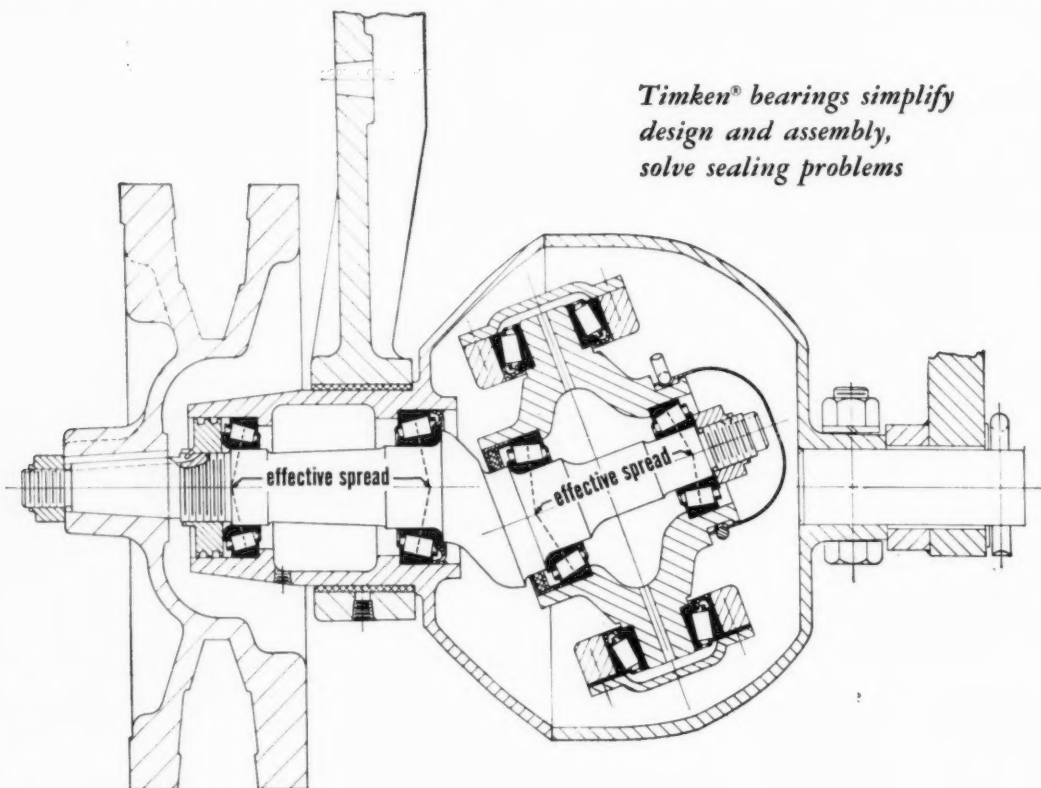 Timken® bearings simplify
design and assembly,
solve sealing problems
effective spread
effective spread